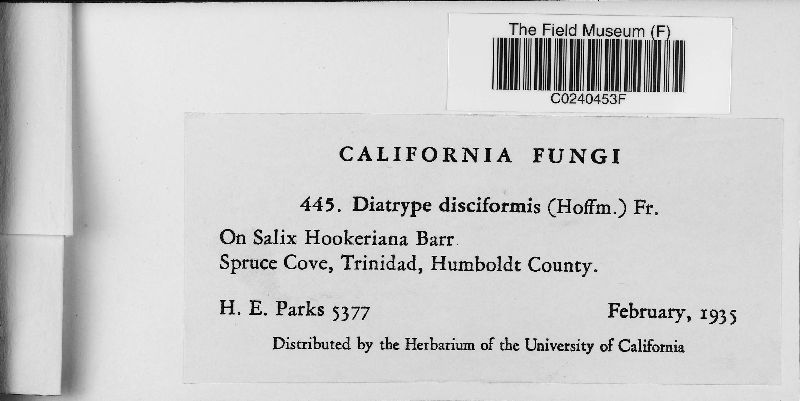 The Field Museum (F)
C0240453F
CALIFORNIA FUNGI
445. Diatrype disciformis (Hoffm.) Fr.
On Salix Hookeriana Barr.
Spruce Cove, Trinidad, Humboldt County.
H. E. Parks 5377 February, 1935
Distributed by the Herbarium of the University of California